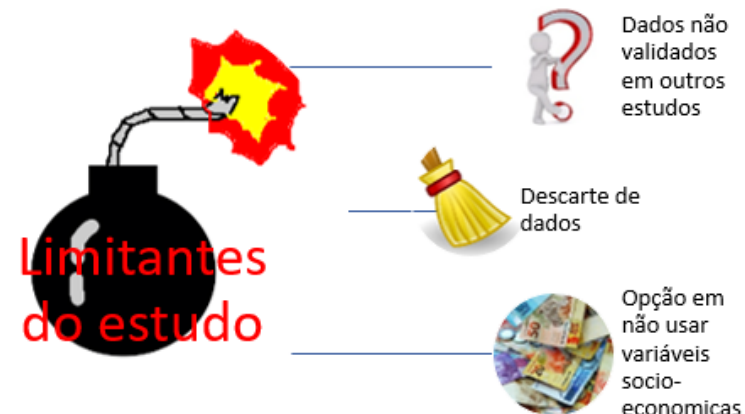 Dados não
validados
em outros
estudos
Descarte de
dados
Limitantes
do estudo
Opção em
não usar
variáveis
socio-
economicas